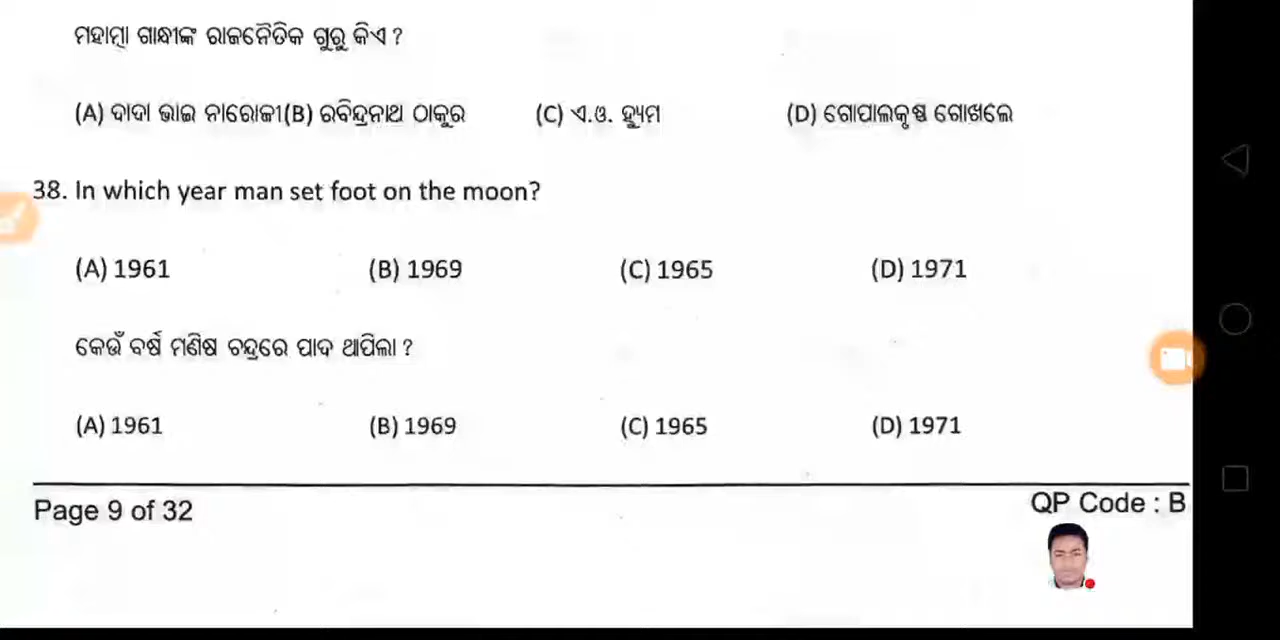 ମହାତ୍ମା ଗାନ୍ଧୀଙ୍କ ରାଜନୈତିକ ଗୁରୁ କିଏ ?
(A) ଦାଦା ଭାଇ ନାରୋଜୀ(B) ରବିନ୍ଦ୍ରନାଥ ଠାକୁର (C) ଏ.ଓ. ହ୍ୟୁମ (D) ଗୋପାଲକୃଷ୍ଣ ଗୋଖଲେ
38. In which year man set foot on the moon?
(A) 1961 (B) 1969 (C) 1965 (D) 1971
କେଉଁ ବର୍ଷ ମଣିଷ ଚନ୍ଦ୍ରରେ ପାଦ ଥାପିଲା ?
(A) 1961 (B) 1969 (C) 1965 (D) 1971
Page 9 of 32
QP Code : B